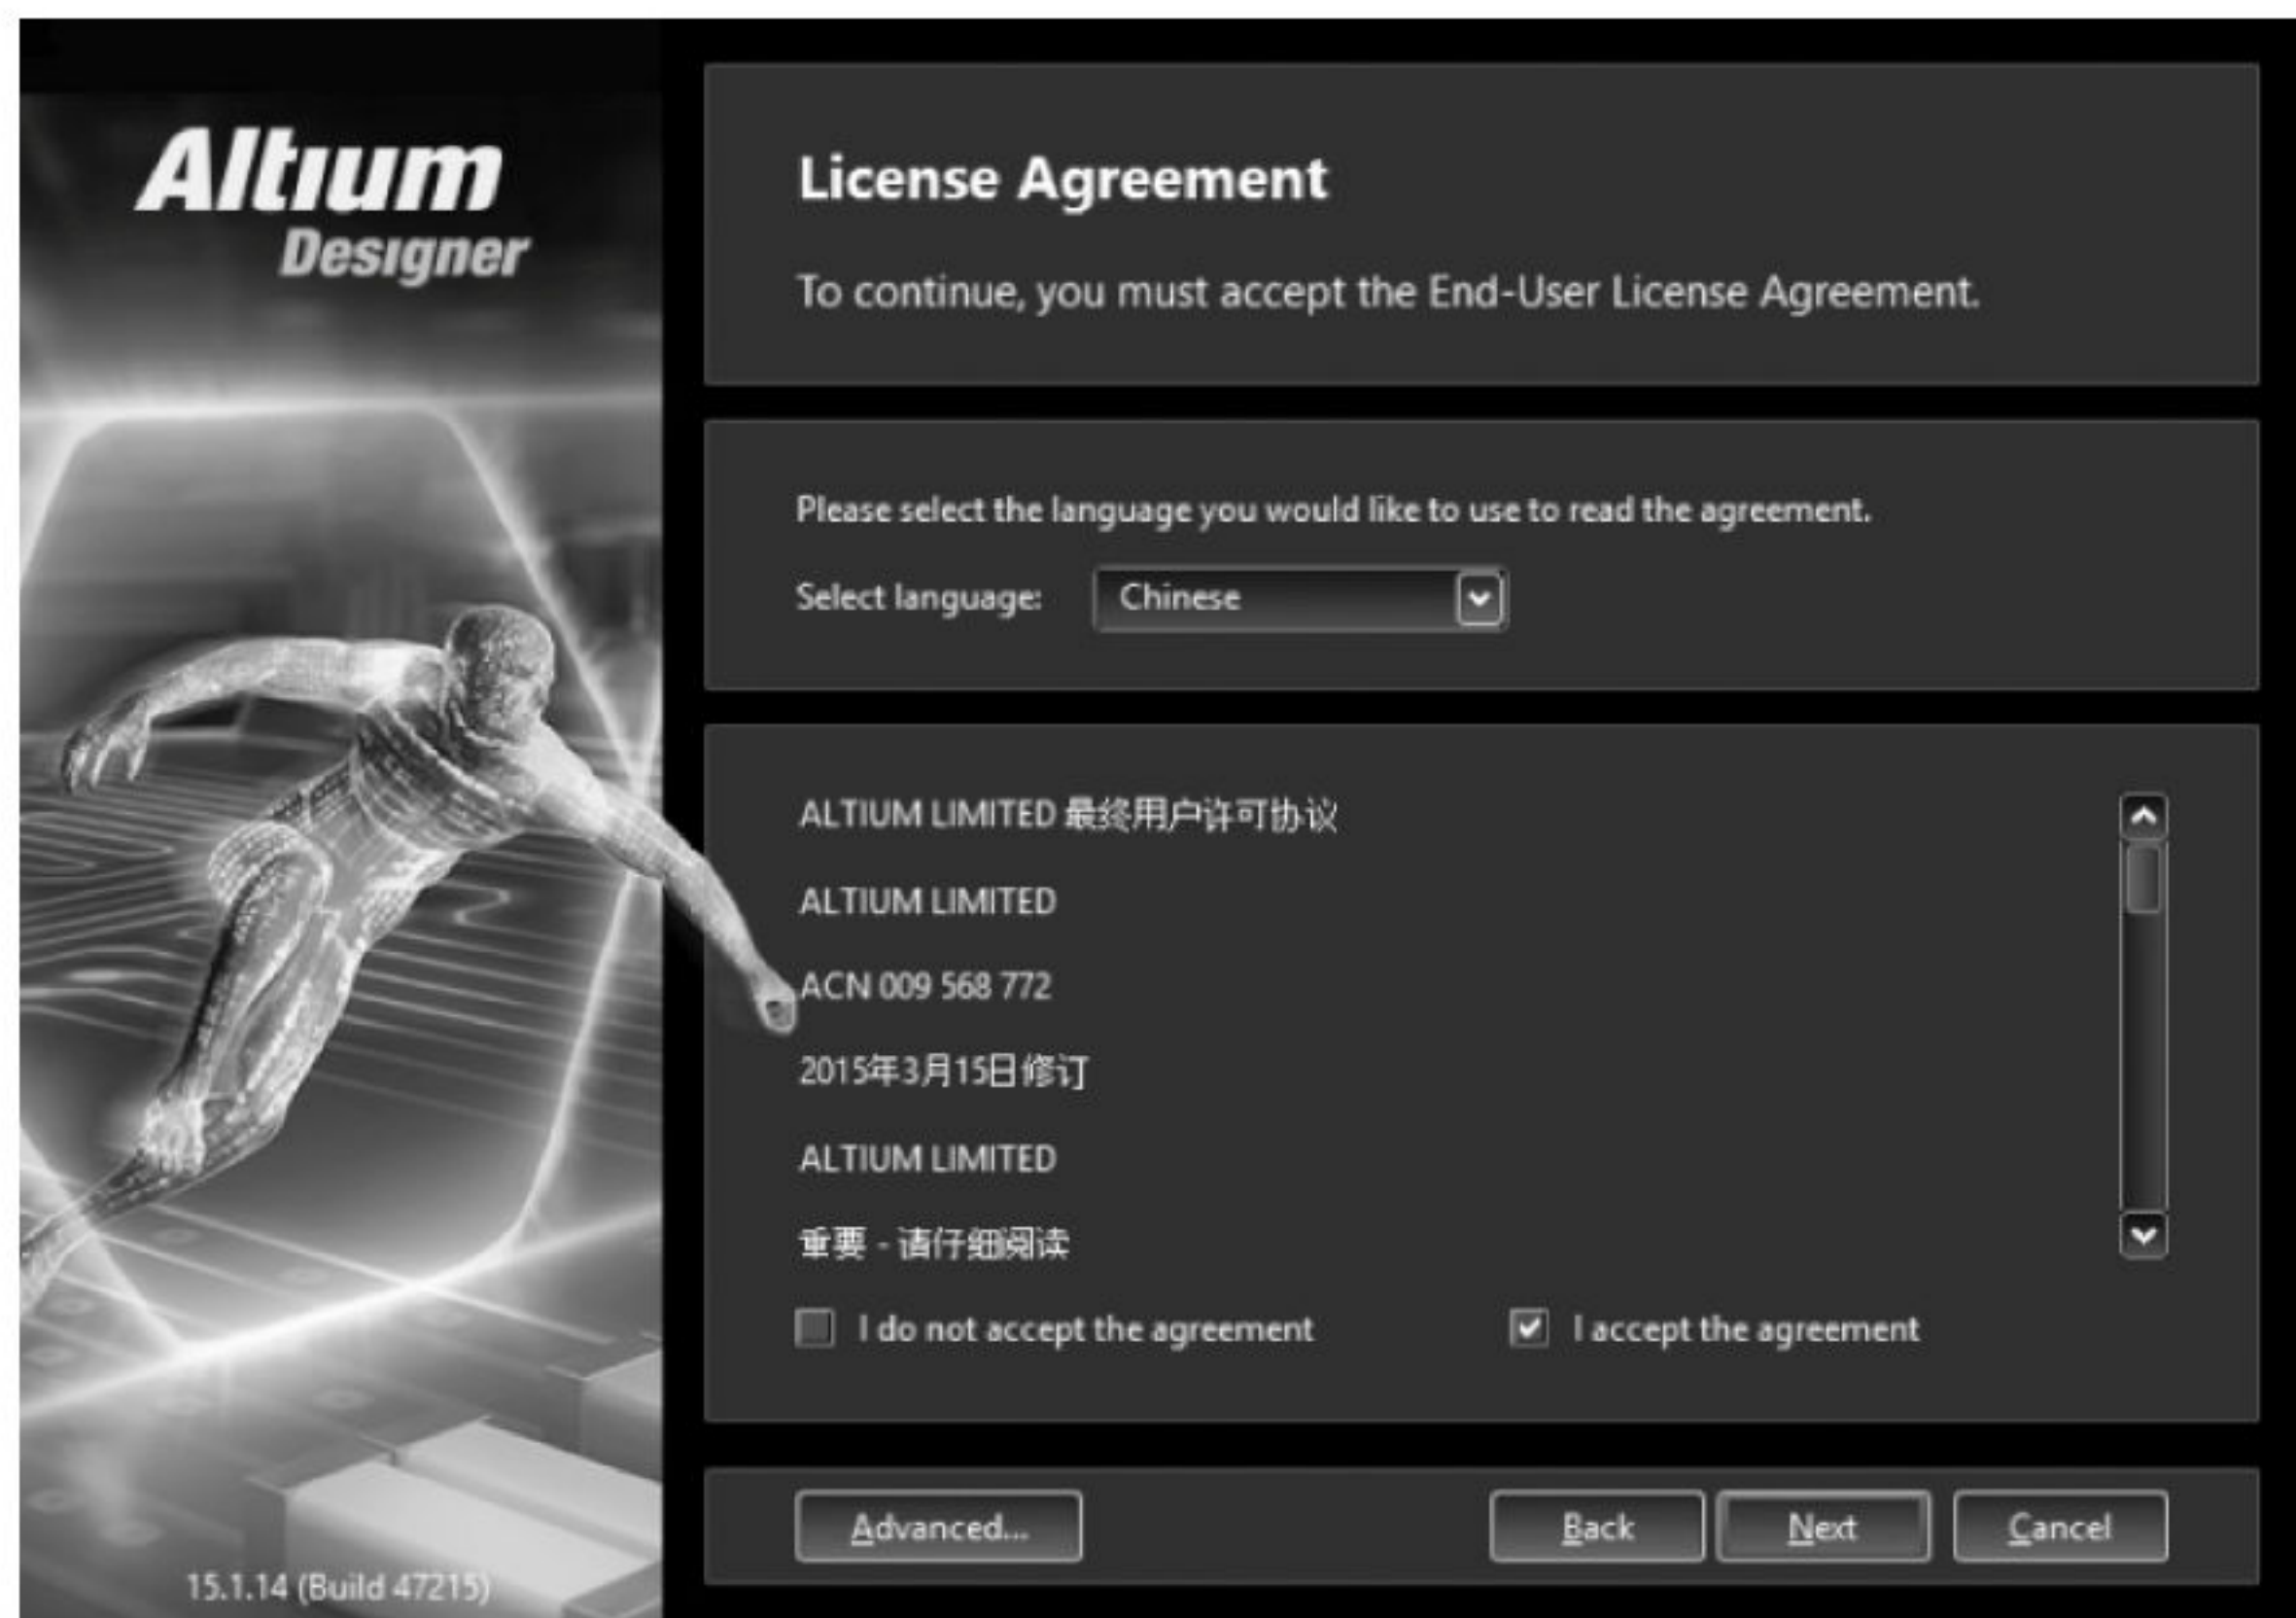 Altium
Designer
License Agreement
To continue, you must accept the End-User License Agreement.
Please select the language you would like to use to read the agreement.
Select language: Chinese
ALTIUM LIMITED 最终用户许可协议
ALTIUM LIMITED
ACN 009 568 772
2015年3月15日修订
ALTIUM LIMITED
重要 - 请仔细阅读
I do not accept the agreement I accept the agreement
Advanced... Back Next Cancel
15.1.14 (Build 47215)